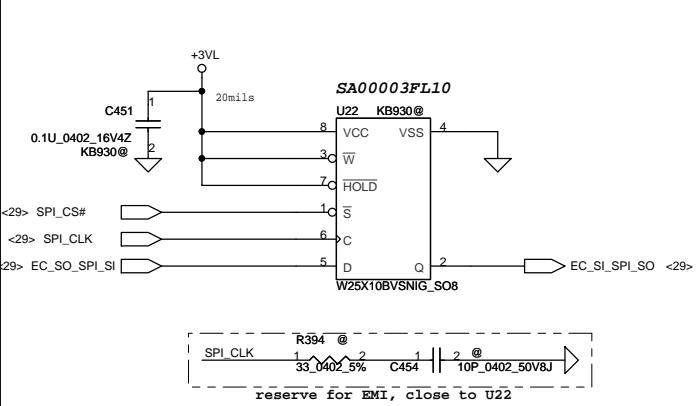 +3VL
20mils
SA00003FL10
U22 KB930@
C451
1
0.1U_0402_16V4Z
KB930@
2
8 VCC VSS 4
3 W
7 HOLD
<29> SPI_CS# 1 S
<29> SPI_CLK 6 C
<29> EC_SO_SPI_SI 5 D Q 2 EC_SI_SPI_SO <29>
W25X10BVSNIG_SO8
R394 @
SPI_CLK 1 2 C454 1 2 @
33_0402_5% 10P_0402_50V8J
reserve for EMI, close to U22